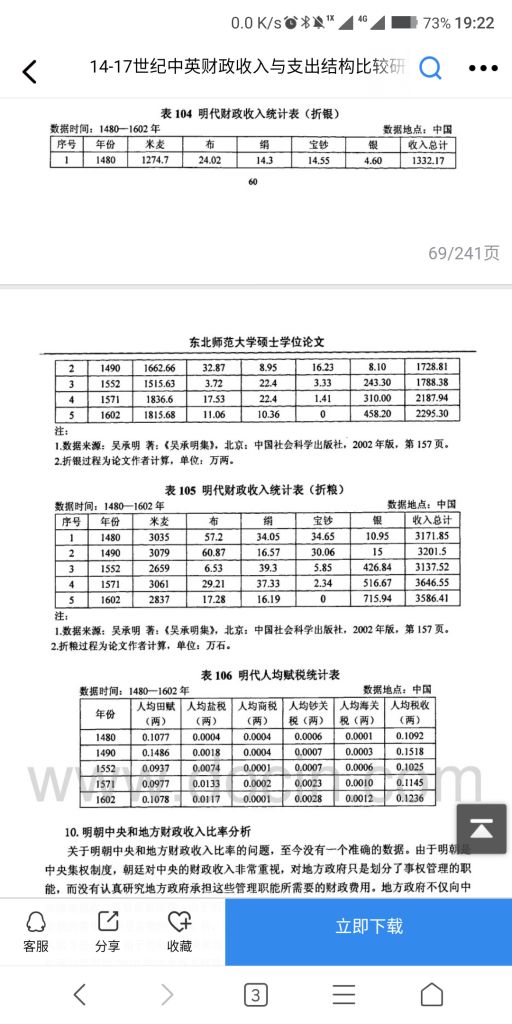 0.0 K/s 1X 4G 73% 19:22
14-17世纪中英财政收入与支出结构比较研
表 104 明代财政收入统计表（折银）
数据时间：1480—1602 年 数据地点：中国
序号 年份 米麦 布 绢 宝钞 银 收入总计
1 1480 1274.7 24.02 14.3 14.55 4.60 1332.17
60
69/241页
东北师范大学硕士学位论文
2 1490 1662.66 32.87 8.95 16.23 8.10 1728.81
3 1552 1515.63 3.72 22.4 3.33 243.30 1788.38
4 1571 1836.6 17.53 22.4 1.41 310.00 2187.94
5 1602 1815.68 11.06 10.36 0 458.20 2295.30
注：
1.数据来源：吴承明 著：《吴承明集》，北京：中国社会科学出版社，2002 年版，第 157 页。
2.折银过程为论文作者计算，单位：万两。
表 105 明代财政收入统计表（折粮）
数据时间：1480—1602 年 数据地点：中国
序号 年份 米麦 布 绢 宝钞 银 收入总计
1 1480 3035 57.2 34.05 34.65 10.95 3171.85
2 1490 3079 60.87 16.57 30.06 15 3201.5
3 1552 2659 6.53 39.3 5.85 426.84 3137.52
4 1571 3061 29.21 37.33 2.34 516.67 3646.55
5 1602 2837 17.28 16.19 0 715.94 3586.41
注：
1.数据来源：吴承明 著：《吴承明集》，北京：中国社会科学出版社，2002 年版，第 157 页。
2.折粮过程为论文作者计算，单位：万石。
表 106 明代人均赋税统计表
数据时间：1480—1602 年 数据地点：中国
年份 人均田赋（两） 人均盐税（两） 人均商税（两） 人均钞关税（两） 人均海关税（两） 人均税收（两）
1480 0.1077 0.0004 0.0004 0.0006 0.0001 0.1092
1490 0.1486 0.0018 0.0004 0.0007 0.0003 0.1518
1552 0.0937 0.0074 0.0001 0.0007 0.0006 0.1025
1571 0.0977 0.0133 0.0002 0.0023 0.0010 0.1145
1602 0.1078 0.0117 0.0001 0.0028 0.0012 0.1236
www.docin.com
10. 明朝中央和地方财政收入比率分析
关于明朝中央和地方财政收入比率的问题，至今没有一个准确的数据。由于明朝是
中央集权制度，朝廷对中央的财政收入非常重视，对地方政府只是划分了事权管理的职
能，而没有认真研究地方政府承担这些管理职能所需要的财政费用。地方政府不仅向中
客服 分享 收藏 立即下载
3